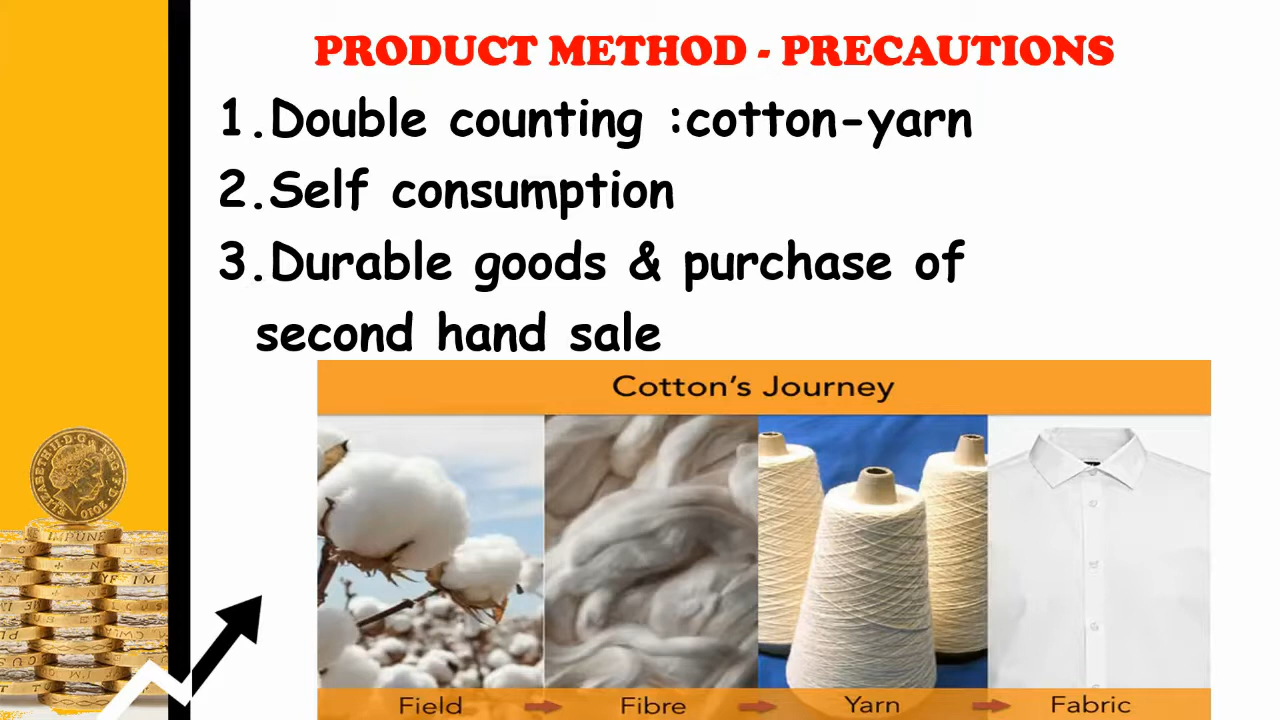 PRODUCT METHOD - PRECAUTIONS
1.Double counting :cotton-yarn
2.Self consumption
3.Durable goods & purchase of
second hand sale
Cotton's Journey
Field
Fibre
Yarn
Fabric